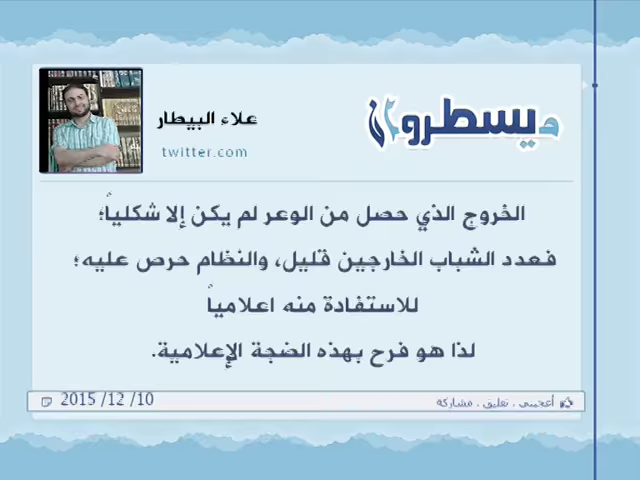 ديسطرون
علاء البيطار
twitter.com
الخروج الذي حصل من الوعر لم يكن إلا شكلياً؛
فعدد الشباب الخارجين قليل، والنظام حرص عليه؛
للاستفادة منه اعلامياً
لذا هو فرح بهذه الضجة الإعلامية.
أعجبني . تعليق . مشاركة
2015 /12 /10